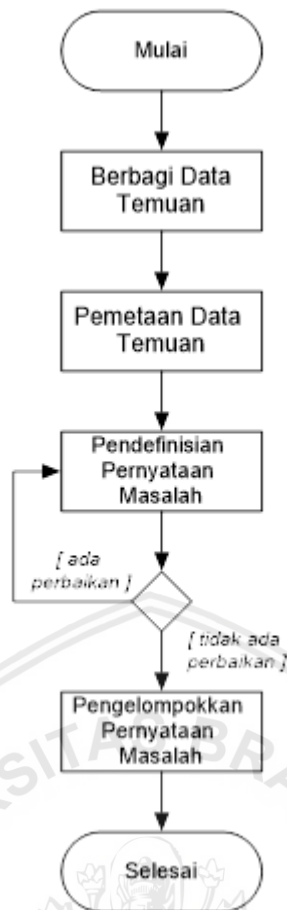 Mulai
Berbagi Data
Temuan
Pemetaan Data
Temuan
Pendefinisian
Pernyataan
Masalah
[ ada
perbaikan ]
[ tidak ada
perbaikan ]
Pengelompokkan
Pernyataan
Masalah
Selesai